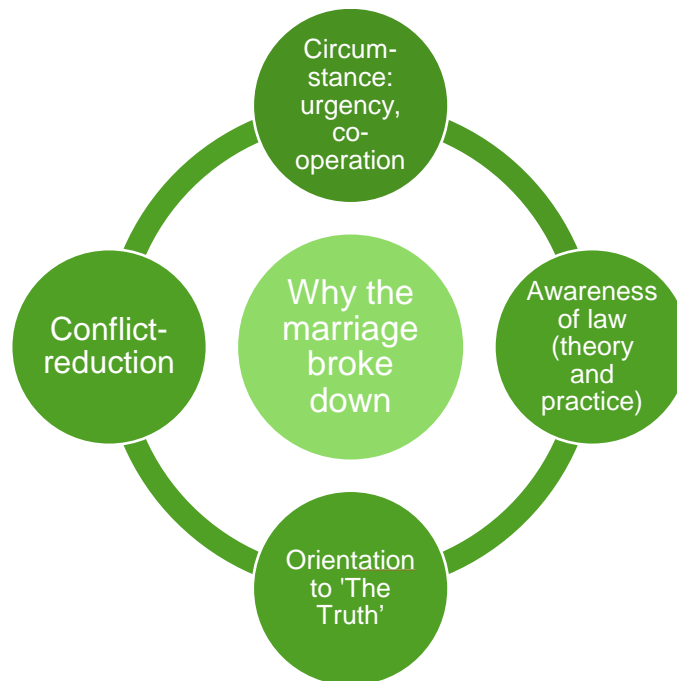 Circum-
stance:
urgency,
co-
operation
Why the
marriage
broke
down
Awareness
of law
(theory
and
practice)
Conflict-
reduction
Orientation
to 'The
Truth’